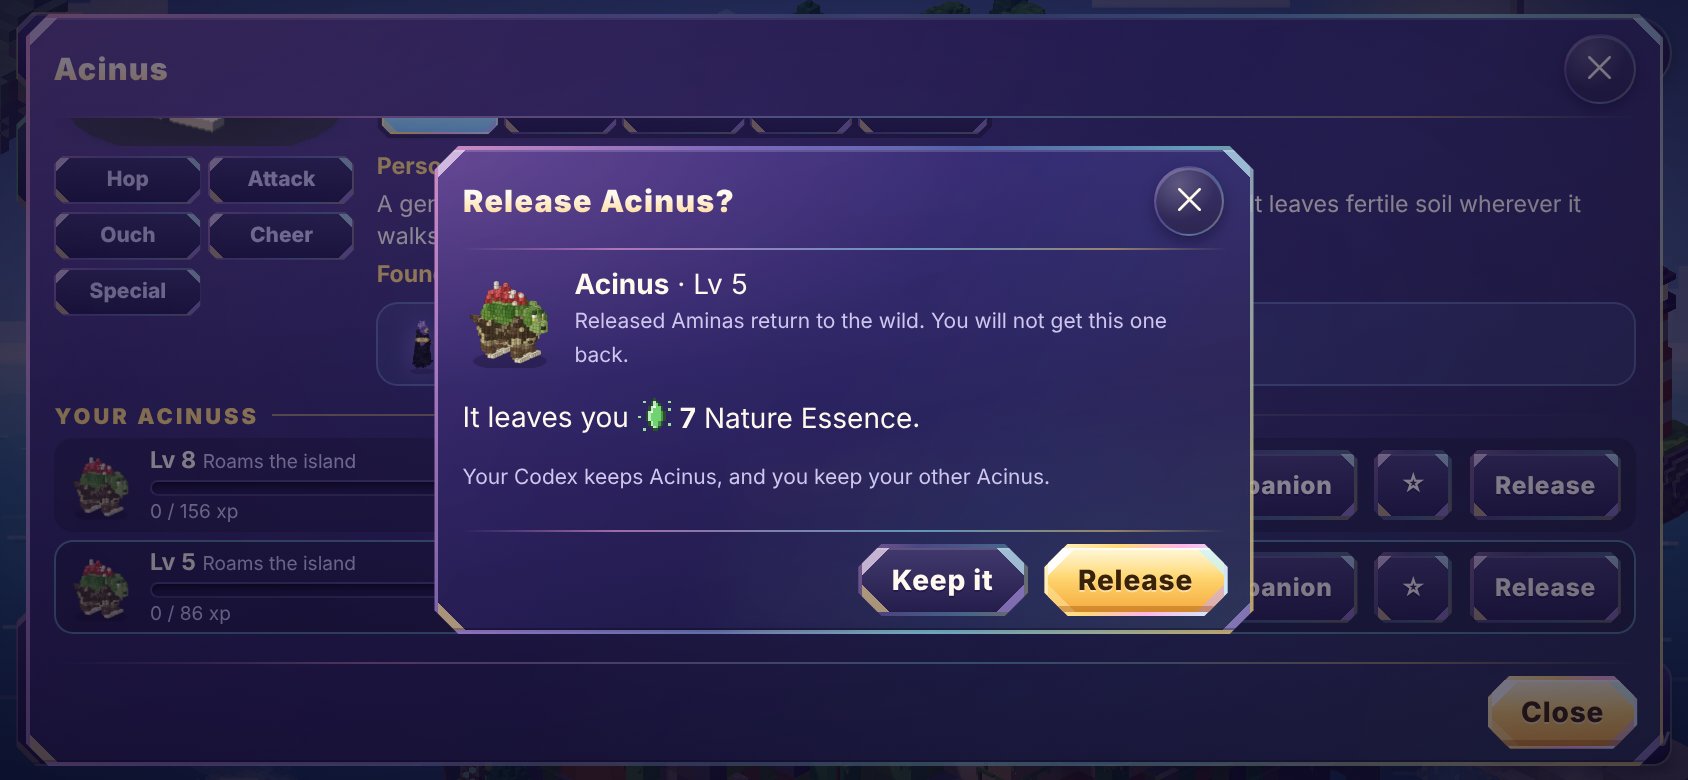 Acinus
Hop
Attack
Ouch
Cheer
Special
t leaves fertile soil wherever it
walks
Release Acinus?
Acinus · Lv 5
Released Aminas return to the wild. You will not get this one
back.
It leaves you 7 Nature Essence.
Your Codex keeps Acinus, and you keep your other Acinus.
Keep it
Release
YOUR ACINUSS
Lv 8 Roams the island
0 / 156 xp
☆
Release
Lv 5 Roams the island
0 / 86 xp
☆
Release
Close